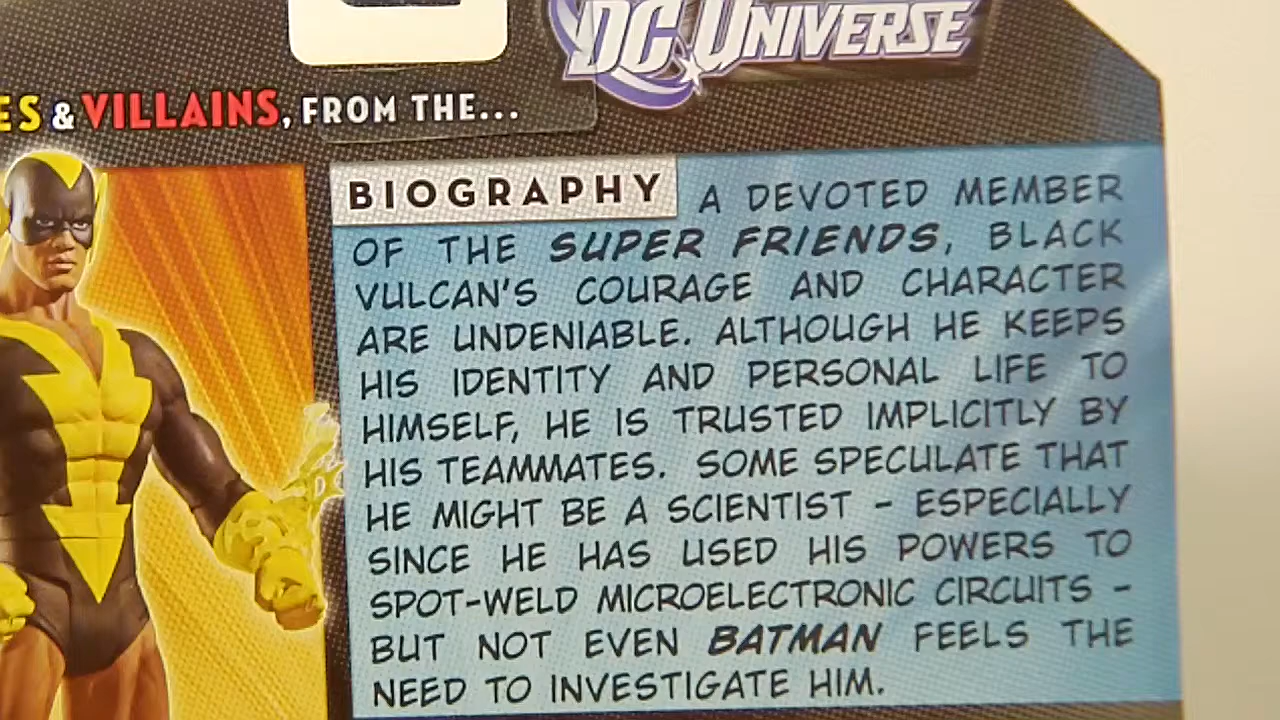 DC UNIVERSE
ES & VILLAINS, FROM THE...
BIOGRAPHY A DEVOTED MEMBER
OF THE SUPER FRIENDS, BLACK
VULCAN'S COURAGE AND CHARACTER
ARE UNDENIABLE. ALTHOUGH HE KEEPS
HIS IDENTITY AND PERSONAL LIFE TO
HIMSELF, HE IS TRUSTED IMPLICITLY BY
HIS TEAMMATES. SOME SPECULATE THAT
HE MIGHT BE A SCIENTIST – ESPECIALLY
SINCE HE HAS USED HIS POWERS TO
SPOT-WELD MICROELECTRONIC CIRCUITS –
BUT NOT EVEN BATMAN FEELS THE
NEED TO INVESTIGATE HIM.